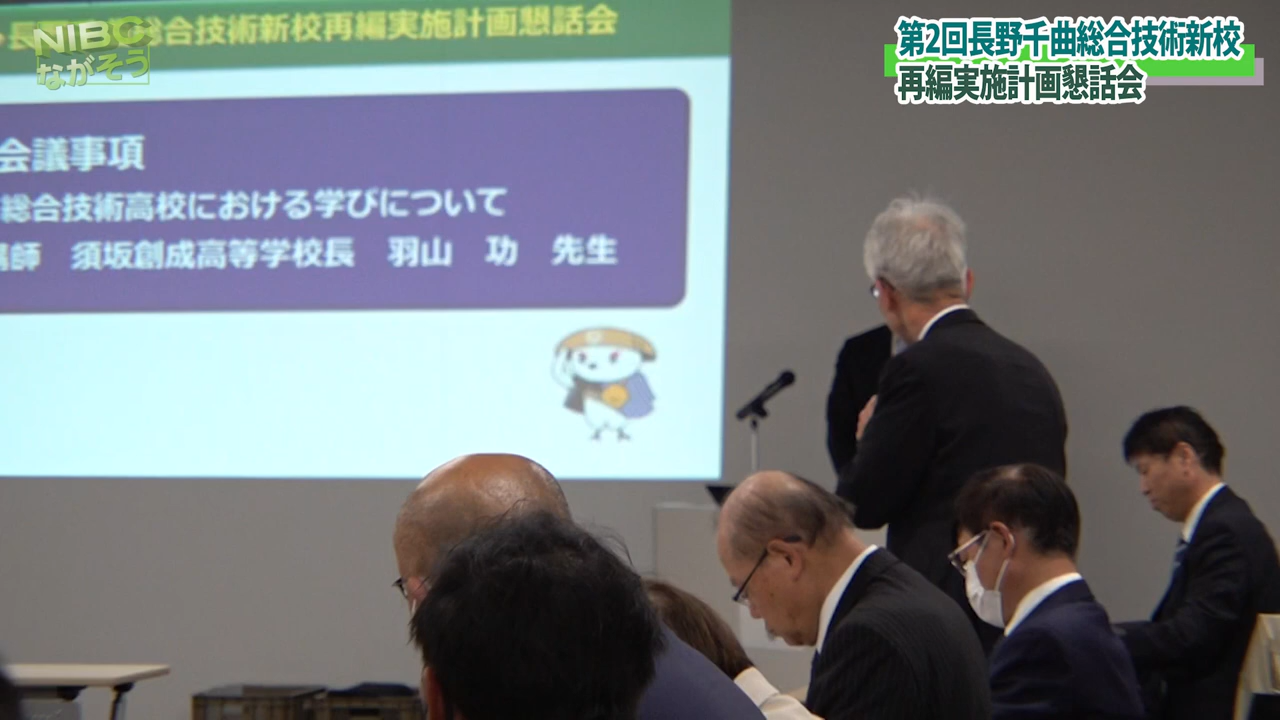 NIBC
ながそう
第2回長野千曲総合技術新校
再編実施計画懇話会
総合技術新校再編実施計画懇話会
会議事項
総合技術高校における学びについて
講師 須坂創成高等学校長 羽山 功 先生